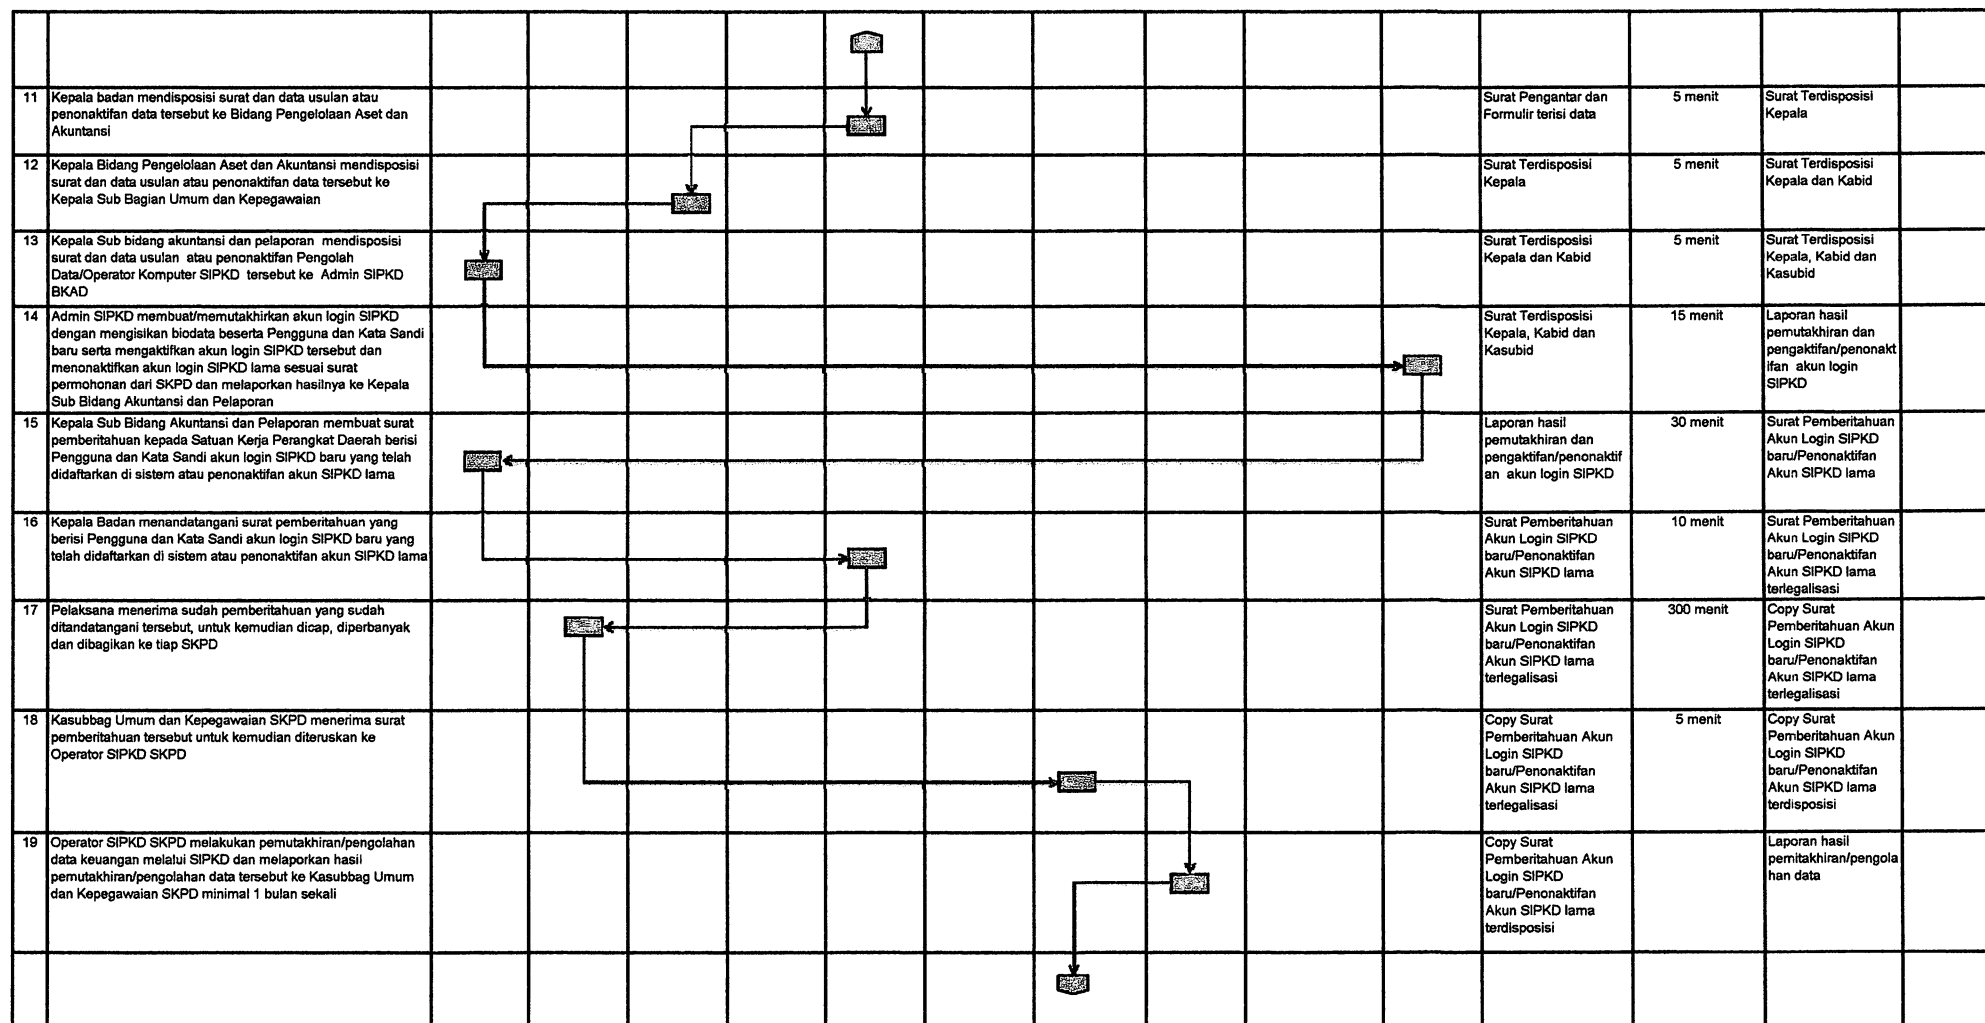 11 Kepala badan mendisposisi surat dan data usulan atau
penonaktifan data tersebut ke Bidang Pengelolaan Aset dan
Akuntansi
Surat Pengantar dan
Formulir terisi data
5 menit
Surat Terdisposisi
Kepala
12 Kepala Bidang Pengelolaan Aset dan Akuntansi mendisposisi
surat dan data usulan atau penonaktifan data tersebut ke
Kepala Sub Bagian Umum dan Kepegawaian
Surat Terdisposisi
Kepala
5 menit
Surat Terdisposisi
Kepala dan Kabid
13 Kepala Sub bidang akuntansi dan pelaporan mendisposisi
surat dan data usulan atau penonaktifan Pengolah
Data/Operator Komputer SIPKD tersebut ke Admin SIPKD
BKAD
Surat Terdisposisi
Kepala dan Kabid
5 menit
Surat Terdisposisi
Kepala, Kabid dan
Kasubid
14 Admin SIPKD membuat/memutakhirkan akun login SIPKD
dengan mengisikan biodata beserta Pengguna dan Kata Sandi
baru serta mengaktifkan akun login SIPKD tersebut dan
menonaktifkan akun login SIPKD lama sesuai surat
permohonan dari SKPD dan melaporkan hasilnya ke Kepala
Sub Bidang Akuntansi dan Pelaporan
Surat Terdisposisi
Kepala, Kabid dan
Kasubid
15 menit
Laporan hasil
pemutakhiran dan
pengaktifan/penonakt
ifan akun login
SIPKD
15 Kepala Sub Bidang Akuntansi dan Pelaporan membuat surat
pemberitahuan kepada Satuan Kerja Perangkat Daerah berisi
Pengguna dan Kata Sandi akun login SIPKD baru yang telah
didaftarkan di sistem atau penonaktifan akun SIPKD lama
Laporan hasil
pemutakhiran dan
pengaktifan/penonaktif
an akun login SIPKD
30 menit
Surat Pemberitahuan
Akun Login SIPKD
baru/Penonaktifan
Akun SIPKD lama
16 Kepala Badan menandatangani surat pemberitahuan yang
berisi Pengguna dan Kata Sandi akun login SIPKD baru yang
telah didaftarkan di sistem atau penonaktifan akun SIPKD lama
Surat Pemberitahuan
Akun Login SIPKD
baru/Penonaktifan
Akun SIPKD lama
10 menit
Surat Pemberitahuan
Akun Login SIPKD
baru/Penonaktifan
Akun SIPKD lama
terlegalisasi
17 Pelaksana menerima sudah pemberitahuan yang sudah
ditandatangani tersebut, untuk kemudian dicap, diperbanyak
dan dibagikan ke tiap SKPD
Surat Pemberitahuan
Akun Login SIPKD
baru/Penonaktifan
Akun SIPKD lama
terlegalisasi
300 menit
Copy Surat
Pemberitahuan Akun
Login SIPKD
baru/Penonaktifan
Akun SIPKD lama
terlegalisasi
18 Kasubbag Umum dan Kepegawaian SKPD menerima surat
pemberitahuan tersebut untuk kemudian diteruskan ke
Operator SIPKD SKPD
Copy Surat
Pemberitahuan Akun
Login SIPKD
baru/Penonaktifan
Akun SIPKD lama
terlegalisasi
5 menit
Copy Surat
Pemberitahuan Akun
Login SIPKD
baru/Penonaktifan
Akun SIPKD lama
terdisposisi
19 Operator SIPKD SKPD melakukan pemutakhiran/pengolahan
data keuangan melalui SIPKD dan melaporkan hasil
pemutakhiran/pengolahan data tersebut ke Kasubbag Umum
dan Kepegawaian SKPD minimal 1 bulan sekali
Copy Surat
Pemberitahuan Akun
Login SIPKD
baru/Penonaktifan
Akun SIPKD lama
terdisposisi
Laporan hasil
pemitakhiran/pengola
han data